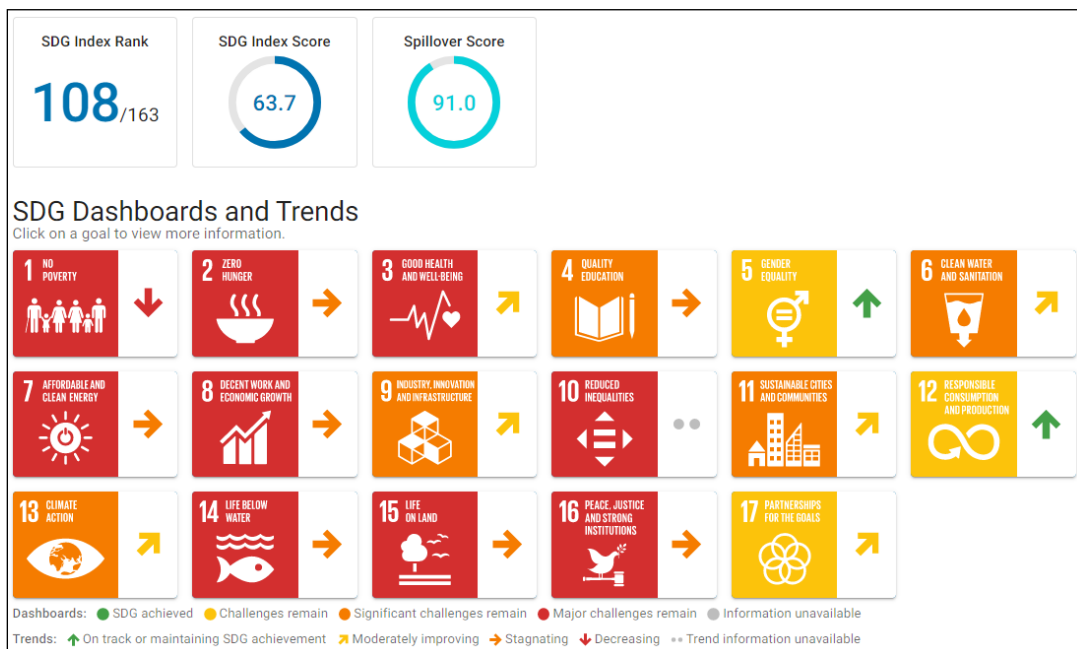 SDG Index Rank
SDG Index Score
Spillover Score
108/163
63.7
91.0
SDG Dashboards and Trends
Click on a goal to view more information.
1 NO
POVERTY
2 ZERO
HUNGER
3 GOOD HEALTH
AND WELL-BEING
4 QUALITY
EDUCATION
5 GENDER
EQUALITY
6 CLEAN WATER
AND SANITATION
7 AFFORDABLE AND
CLEAN ENERGY
8 DECENT WORK AND
ECONOMIC GROWTH
9 INDUSTRY, INNOVATION
AND INFRASTRUCTURE
10 REDUCED
INEQUALITIES
11 SUSTAINABLE CITIES
AND COMMUNITIES
12 RESPONSIBLE
CONSUMPTION
AND PRODUCTION
13 CLIMATE
ACTION
14 LIFE BELOW
WATER
15 LIFE
ON LAND
16 PEACE, JUSTICE
AND STRONG
INSTITUTIONS
17 PARTNERSHIPS
FOR THE GOALS
Dashboards: SDG achieved Challenges remain Significant challenges remain Major challenges remain Information unavailable
Trends: On track or maintaining SDG achievement Moderately improving Stagnating Decreasing Trend information unavailable